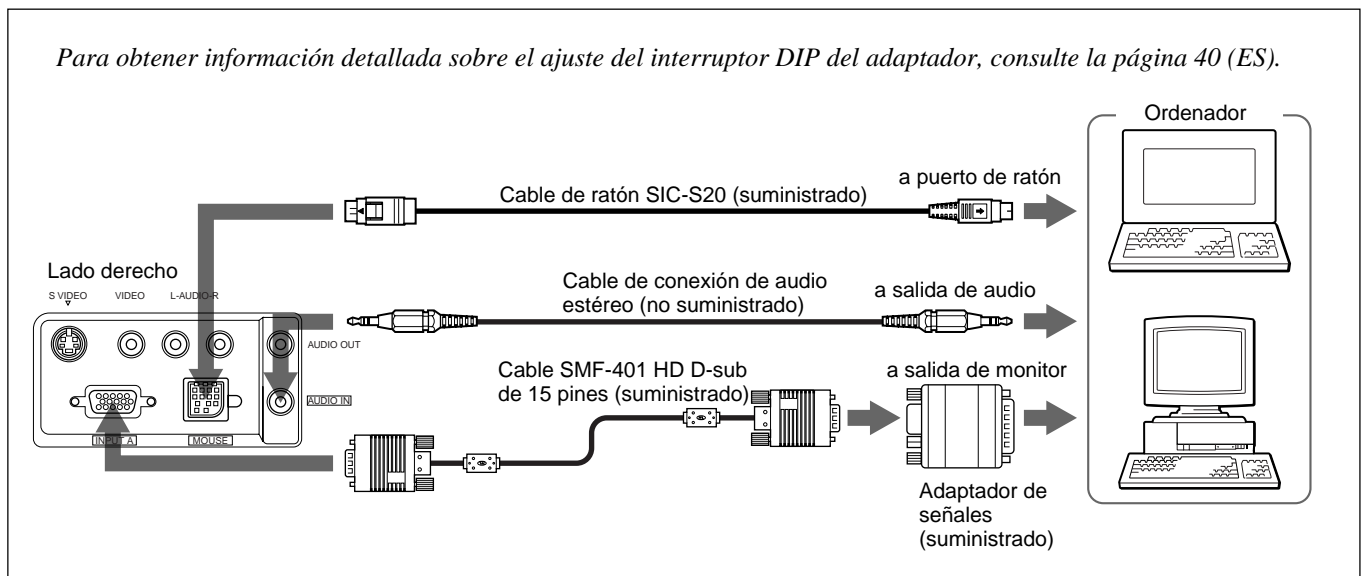 Para obtener información detallada sobre el ajuste del interruptor DIP del adaptador, consulte la página 40 (ES).
Ordenador
Cable de ratón SIC-S20 (suministrado)
a puerto de ratón
Lado derecho
S VIDEO
VIDEO
L-AUDIO-R
Cable de conexión de audio
estéreo (no suministrado)
a salida de audio
AUDIO OUT
Cable SMF-401 HD D-sub
de 15 pines (suministrado)
a salida de monitor
AUDIO IN
INPUT A
MOUSE
Adaptador de
señales
(suministrado)